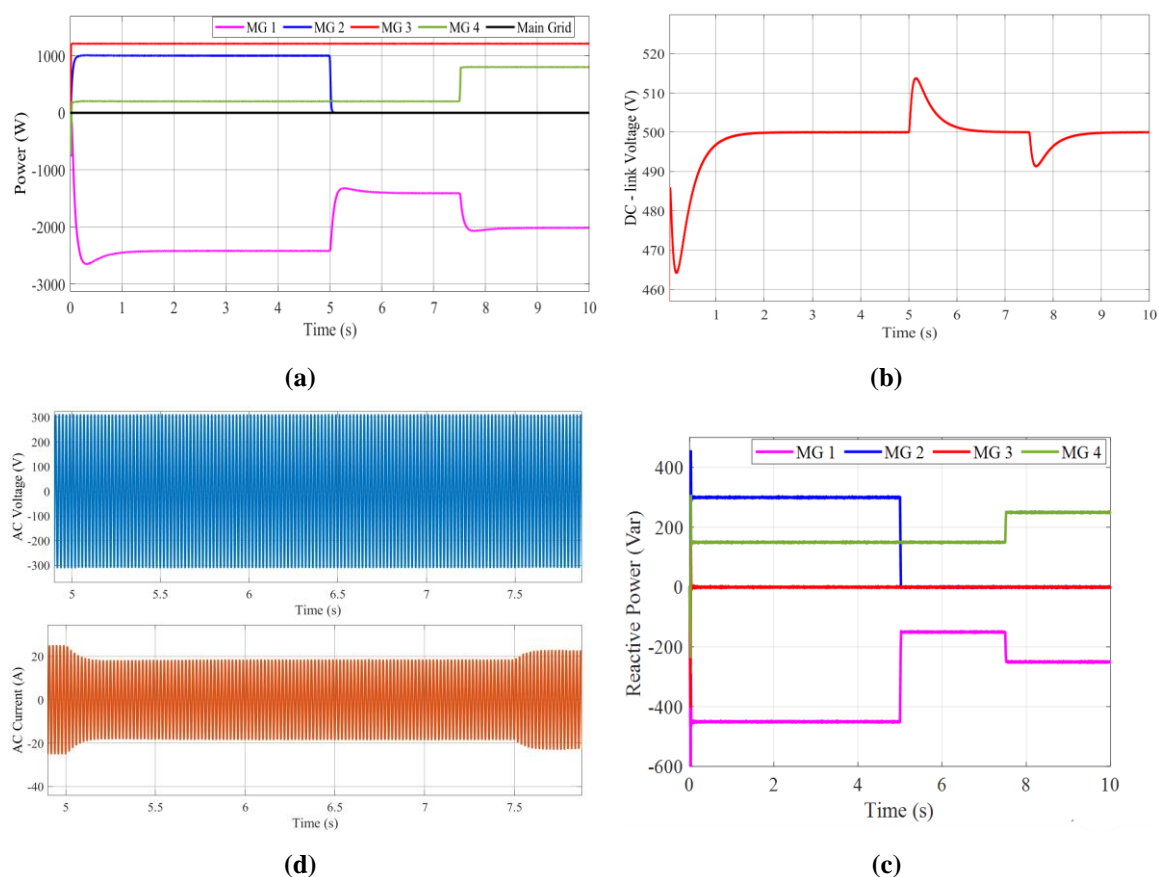 MG 1 MG 2 MG 3 MG 4 Main Grid
1000
0
-1000
-2000
-3000
Power (W)
0 1 2 3 4 5 6 7 8 9 10
Time (s)
(a)
520
510
500
490
480
470
460
DC - link Voltage (V)
1 2 3 4 5 6 7 8 9 10
Time (s)
(b)
300
200
100
0
-100
-200
-300
AC Voltage (V)
5 5.5 6 6.5 7 7.5
Time (s)
20
0
-20
-40
AC Current (A)
5 5.5 6 6.5 7 7.5
Time (s)
(d)
MG 1 MG 2 MG 3 MG 4
400
200
0
-200
-400
-600
Reactive Power (Var)
0 2 4 6 8 10
Time (s)
(c)